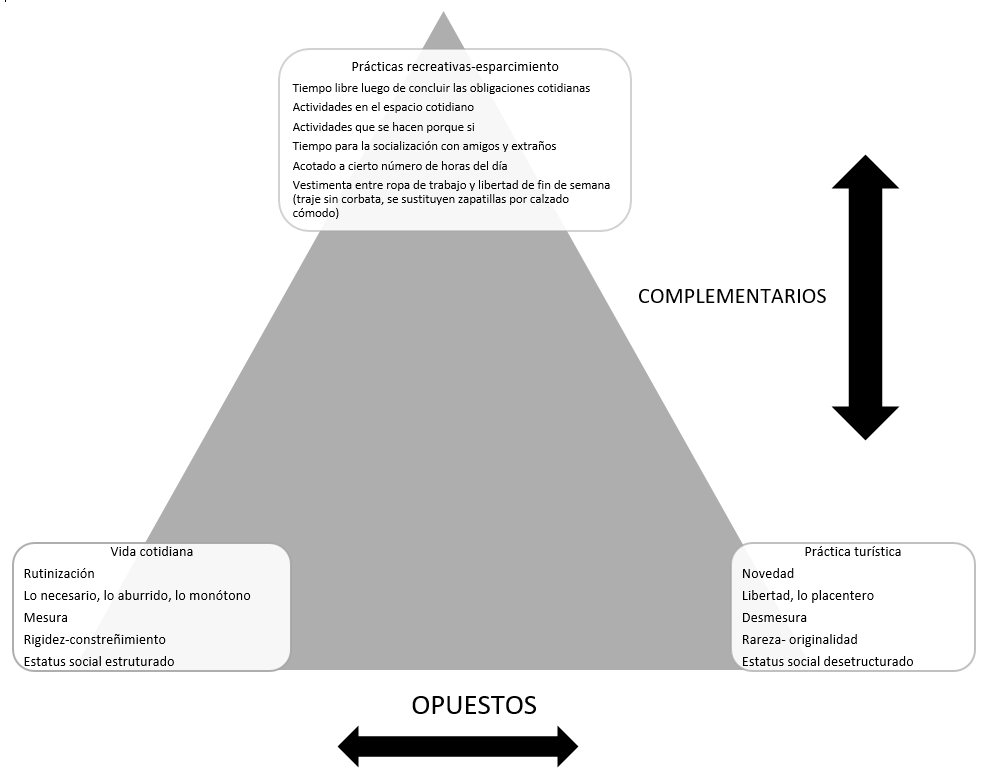 Prácticas recreativas-esparcimiento
Tiempo libre luego de concluir las obligaciones cotidianas
Actividades en el espacio cotidiano
Actividades que se hacen porque si
Tiempo para la socialización con amigos y extraños
Acotado a cierto número de horas del día
Vestimenta entre ropa de trabajo y libertad de fin de semana
(traje sin corbata, se sustituyen zapatillas por calzado
cómodo)
COMPLEMENTARIOS
Vida cotidiana
Rutinización
Lo necesario, lo aburrido, lo monótono
Mesura
Rigidez-constreñimiento
Estatus social estruturado
Práctica turística
Novedad
Libertad, lo placentero
Desmesura
Rareza- originalidad
Estatus social desetructurado
OPUESTOS